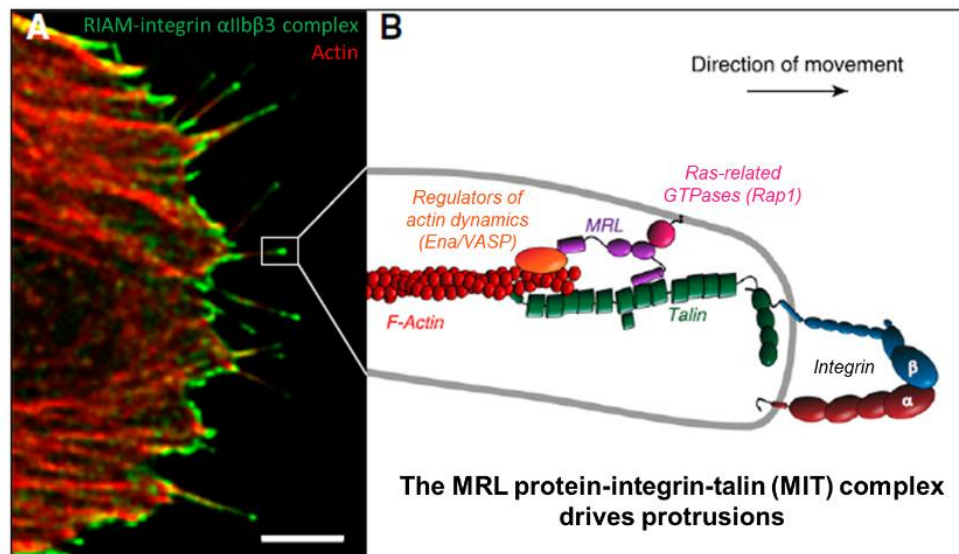 A
RIAM-integrin αIIbβ3 complex
Actin
B
Direction of movement
Ras-related
GTPases (Rap1)
Regulators of
actin dynamics
(Ena/VASP)
MRL
F-Actin
Talin
Integrin
β
α
The MRL protein-integrin-talin (MIT) complex
drives protrusions